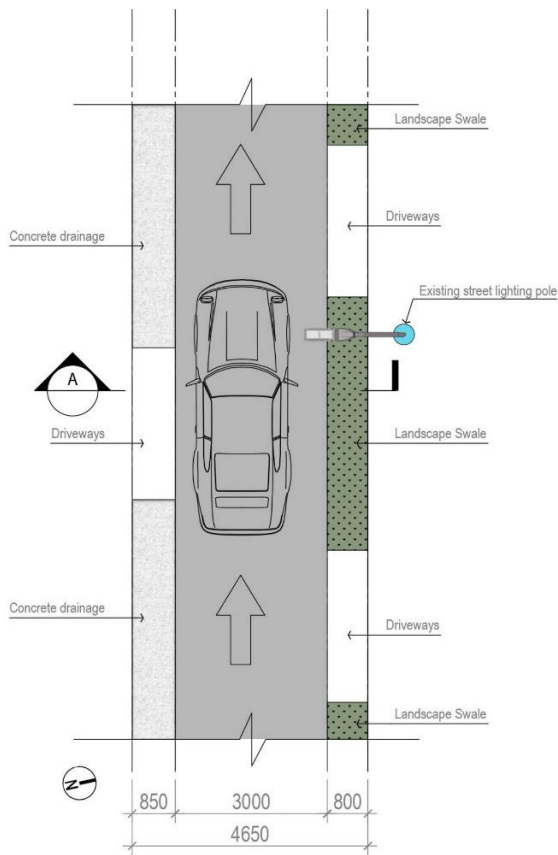 Landscape Swale
Driveways
Concrete drainage
Existing street lighting pole
A
Driveways
Landscape Swale
Concrete drainage
Driveways
Landscape Swale
N
850
3000
800
4650